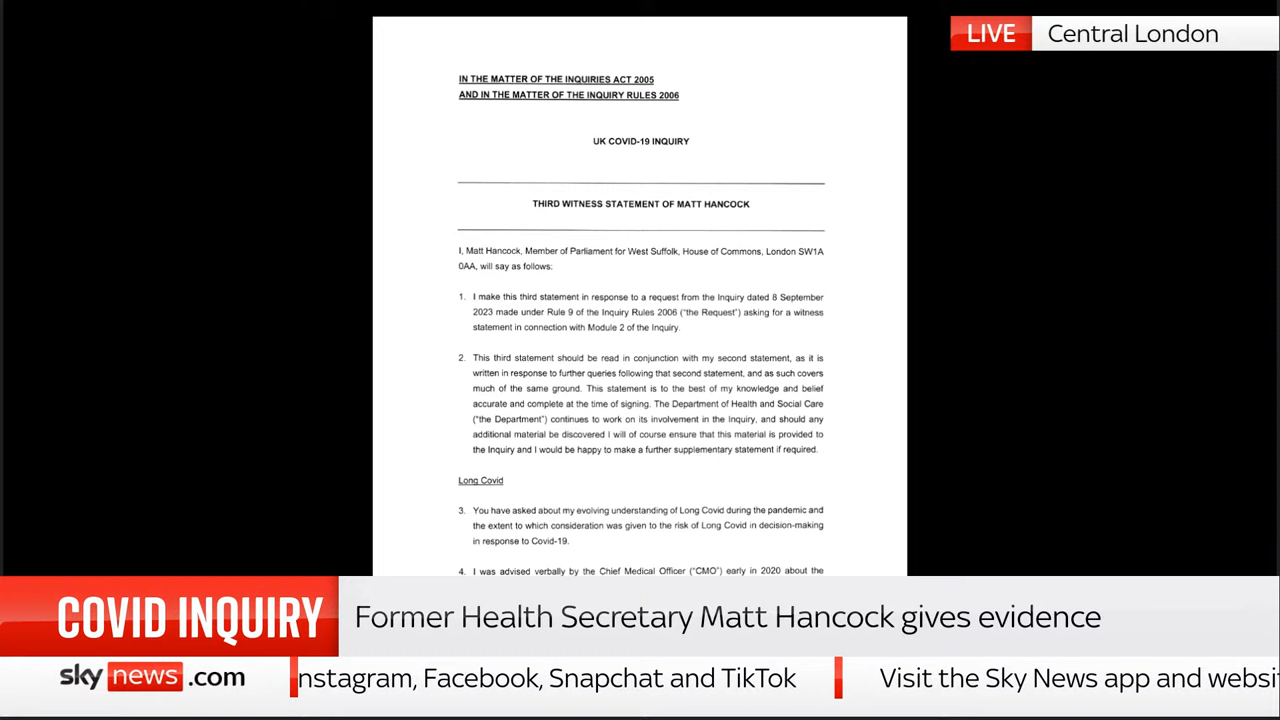 LIVE Central London
IN THE MATTER OF THE INQUIRIES ACT 2005
AND IN THE MATTER OF THE INQUIRY RULES 2006
UK COVID-19 INQUIRY
THIRD WITNESS STATEMENT OF MATT HANCOCK
I, Matt Hancock, Member of Parliament for West Suffolk, House of Commons, London SW1A
0AA, will say as follows:
1. I make this third statement in response to a request from the Inquiry dated 8 September
2023 made under Rule 9 of the Inquiry Rules 2006 (“the Request”) asking for a witness
statement in connection with Module 2 of the Inquiry.
2. This third statement should be read in conjunction with my second statement, as it is
written in response to further queries following that second statement, and as such covers
much of the same ground. This statement is to the best of my knowledge and belief
accurate and complete at the time of signing. The Department of Health and Social Care
(“the Department”) continues to work on its involvement in the Inquiry, and should any
additional material be discovered I will of course ensure that this material is provided to
the Inquiry and I would be happy to make a further supplementary statement if required.
Long Covid
3. You have asked about my evolving understanding of Long Covid during the pandemic and
the extent to which consideration was given to the risk of Long Covid in decision-making
in response to Covid-19.
4. I was advised verbally by the Chief Medical Officer (“CMO”) early in 2020 about the
COVID INQUIRY Former Health Secretary Matt Hancock gives evidence
sky news .com nstagram, Facebook, Snapchat and TikTok Visit the Sky News app and websi